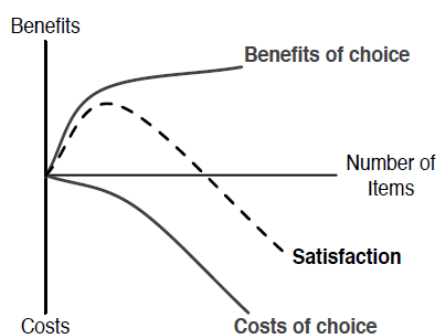 Benefits
Benefits of choice
Number of
Items
Satisfaction
Costs
Costs of choice